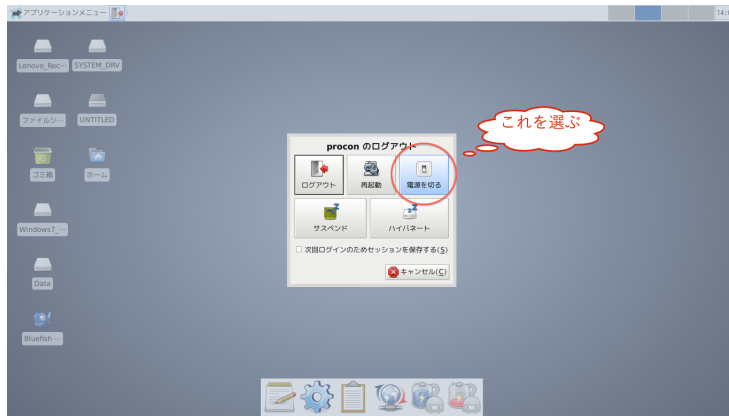 アプリケーションメニュー
14:
Lenovo_Rec…
SYSTEM_DRV
ファイルシ…
UNTITLED
ゴミ箱
ホーム
Windows7_…
Data
Bluefish …
procon のログアウト
ログアウト
再起動
電源を切る
サスペンド
ハイバネート
次回ログインのためセッションを保存する(S)
キャンセル(C)
これを選ぶ